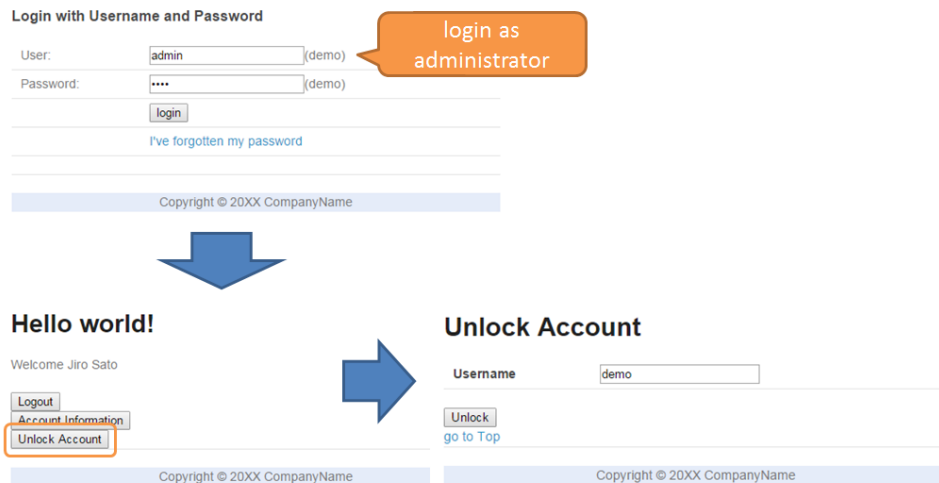 Login with Username and Password
login as
administrator
User: admin (demo)
Password: •••• (demo)
login
I've forgotten my password
Copyright © 20XX CompanyName
Hello world!
Welcome Jiro Sato
Logout
Account Information
Unlock Account
Copyright © 20XX CompanyName
Unlock Account
Username demo
Unlock
go to Top
Copyright © 20XX CompanyName